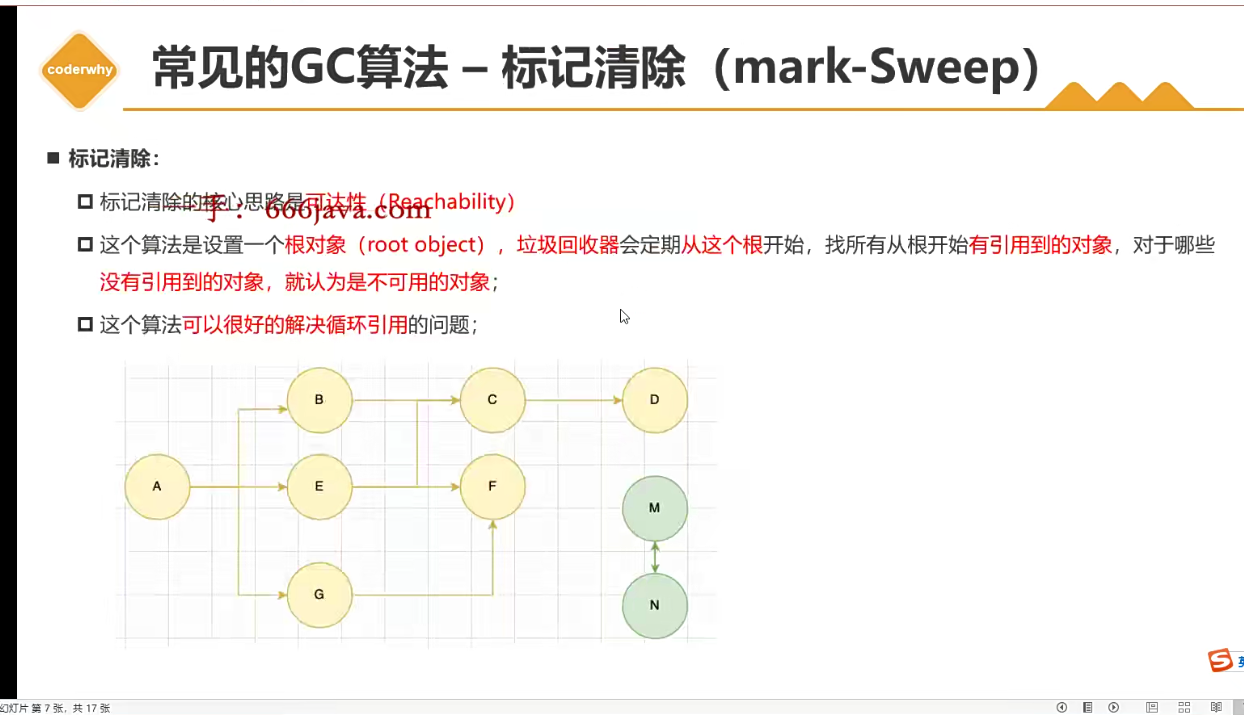 coderwhy
常见的GC算法 – 标记清除（mark-Sweep）
■ 标记清除：
标记清除的核心思路是可达性（Reachability）
一手：666java.com
这个算法是设置一个根对象（root object），垃圾回收器会定期从这个根开始，找所有从根开始有引用到的对象，对于哪些
没有引用到的对象，就认为是不可用的对象；
这个算法可以很好的解决循环引用的问题；
B
C
D
A
E
F
M
G
N
S 英
幻灯片 第 7 张，共 17 张